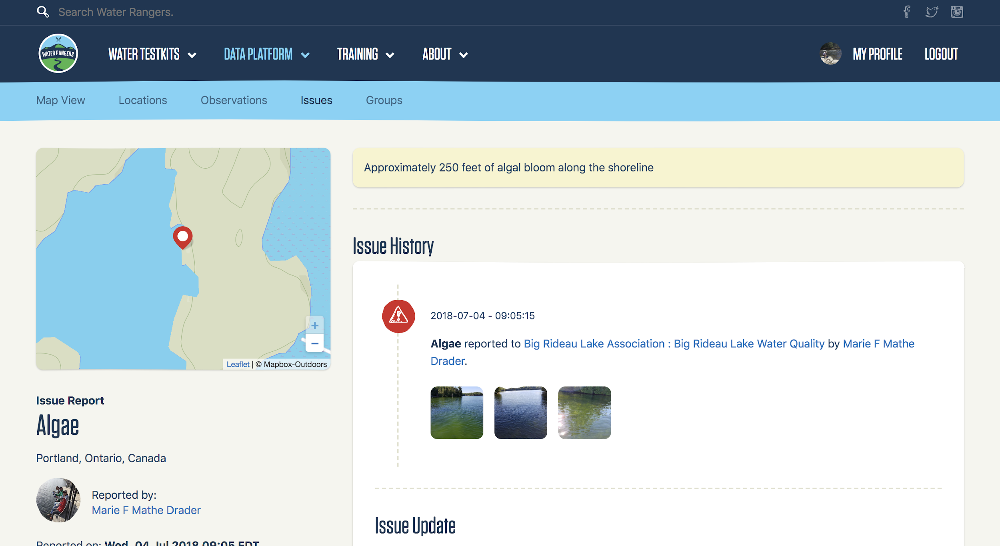 Search Water Rangers.
WATER RANGERS
WATER TESTKITS
DATA PLATFORM
TRAINING
ABOUT
MY PROFILE
LOGOUT
Map View
Locations
Observations
Issues
Groups
+
−
Leaflet | © Mapbox-Outdoors
Issue Report
Algae
Portland, Ontario, Canada
Reported by:
Marie F Mathe Drader
Reported on: Wed, 04 Jul 2018 09:05 EDT
Approximately 250 feet of algal bloom along the shoreline
Issue History
2018-07-04 - 09:05:15
Algae reported to Big Rideau Lake Association : Big Rideau Lake Water Quality by Marie F Mathe
Drader.
Issue Update